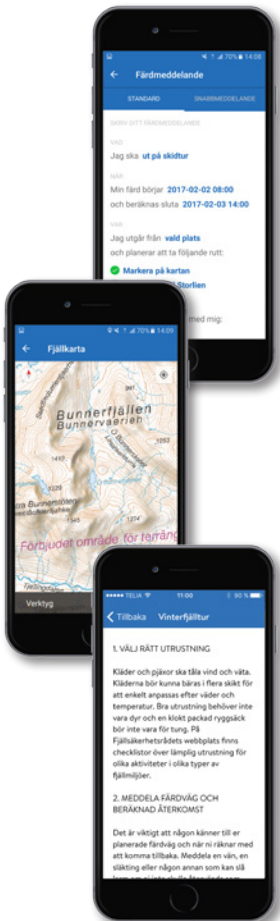 70% 14:08
Färdmeddelande
STANDARD
SNABBMEDDELANDE
SKRIV DITT FÄRDMEDDELANDE
VAD
Jag ska ut på skidtur
NÄR
Min färd börjar 2017-02-02 08:00
och beräknas sluta 2017-02-03 14:00
VAR
Jag utgår från vald plats
och planerar att ta följande rutt:
Markera på kartan
Storlien
med mig:
70% 14:09
Fjällkarta
Bunnerfjällen
Bunnervaerieh
Förbjudet område för terräng
Verktyg
TELIA 11:00 90 %
Tillbaka
Vinterfjälltur
1. VÄLJ RÄTT UTRUSTNING
Kläder och pjäxor ska tåla vind och väta.
Kläderna bör kunna bäras i flera skikt för
att enkelt anpassas efter väder och
temperatur. Bra utrustning behöver inte
vara dyr och en klokt packad ryggsäck
bör inte vara för tung. På
Fjällsäkerhetsrådets webbplats finns
checklistor över lämplig utrustning för
olika aktiviteter i olika typer av
fjällmiljöer.
2. MEDDELA FÄRDVÄG OCH
BERÄKNAD ÅTERKOMST
Det är viktigt att någon känner till er
planerade färdväg och när ni räknar med
att komma tillbaka. Meddela en vän, en
släkting eller någon annan som kan slå